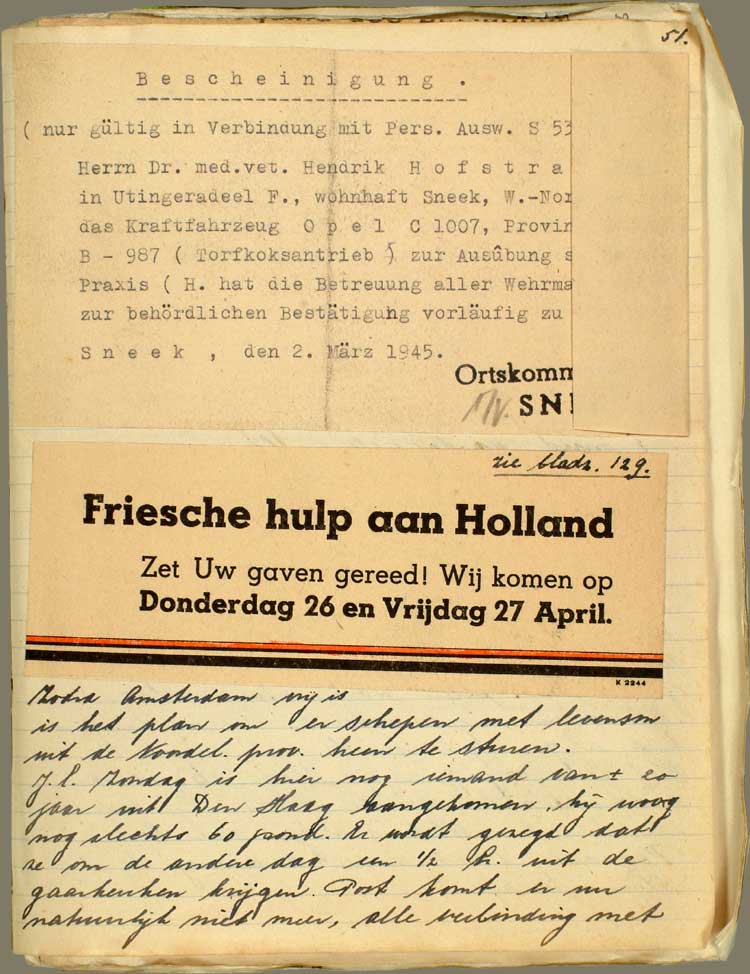 51.
Bescheinigung.
( nur gültig in Verbindung mit Pers. Ausw. S 53
Herrn Dr. med.vet. Hendrik Hofstra
in Utingeradeel F., wohnhaft Sneek, W.-Nor
das Kraftfahrzeug Opel C 1007, Provin
B - 987 ( Torfkoksantrieb ) zur Ausûbung s
Praxis ( H. hat die Betreuung aller Wehrma
zur behördlichen Bestätigung vorläufig zu
Sneek , den 2. März 1945.
Ortskomm
SNE
zie bladz. 129.
Friesche hulp aan Holland
Zet Uw gaven gereed! Wij komen op
Donderdag 26 en Vrijdag 27 April.
K 2244
Zodra Amsterdam vrij is
is het plan om er schepen met levensm
uit de Noordel. prov. heen te sturen.
J.l. Zondag is hier nog iemand van ±
jaar uit Den Haag aangekomen, hij woog
nog slechts 60 pond. Er wordt gezegd dat
ze om de andere dag een 1/2 L. uit de
gaarkeuken krijgen. Post komt er nu
natuurlijk niet meer, alle verbinding met